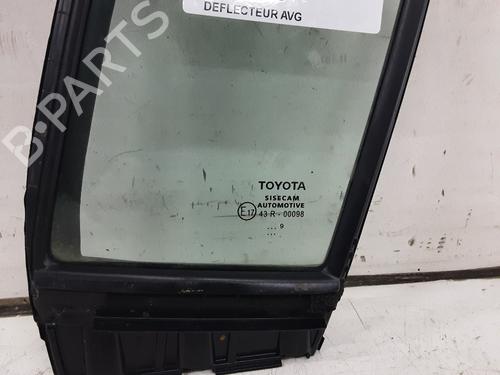 DEFLECTEUR AVG
B-PARTS
TOYOTA
SISECAM
AUTOMOTIVE
E17 43 R - 00098
... 9
...